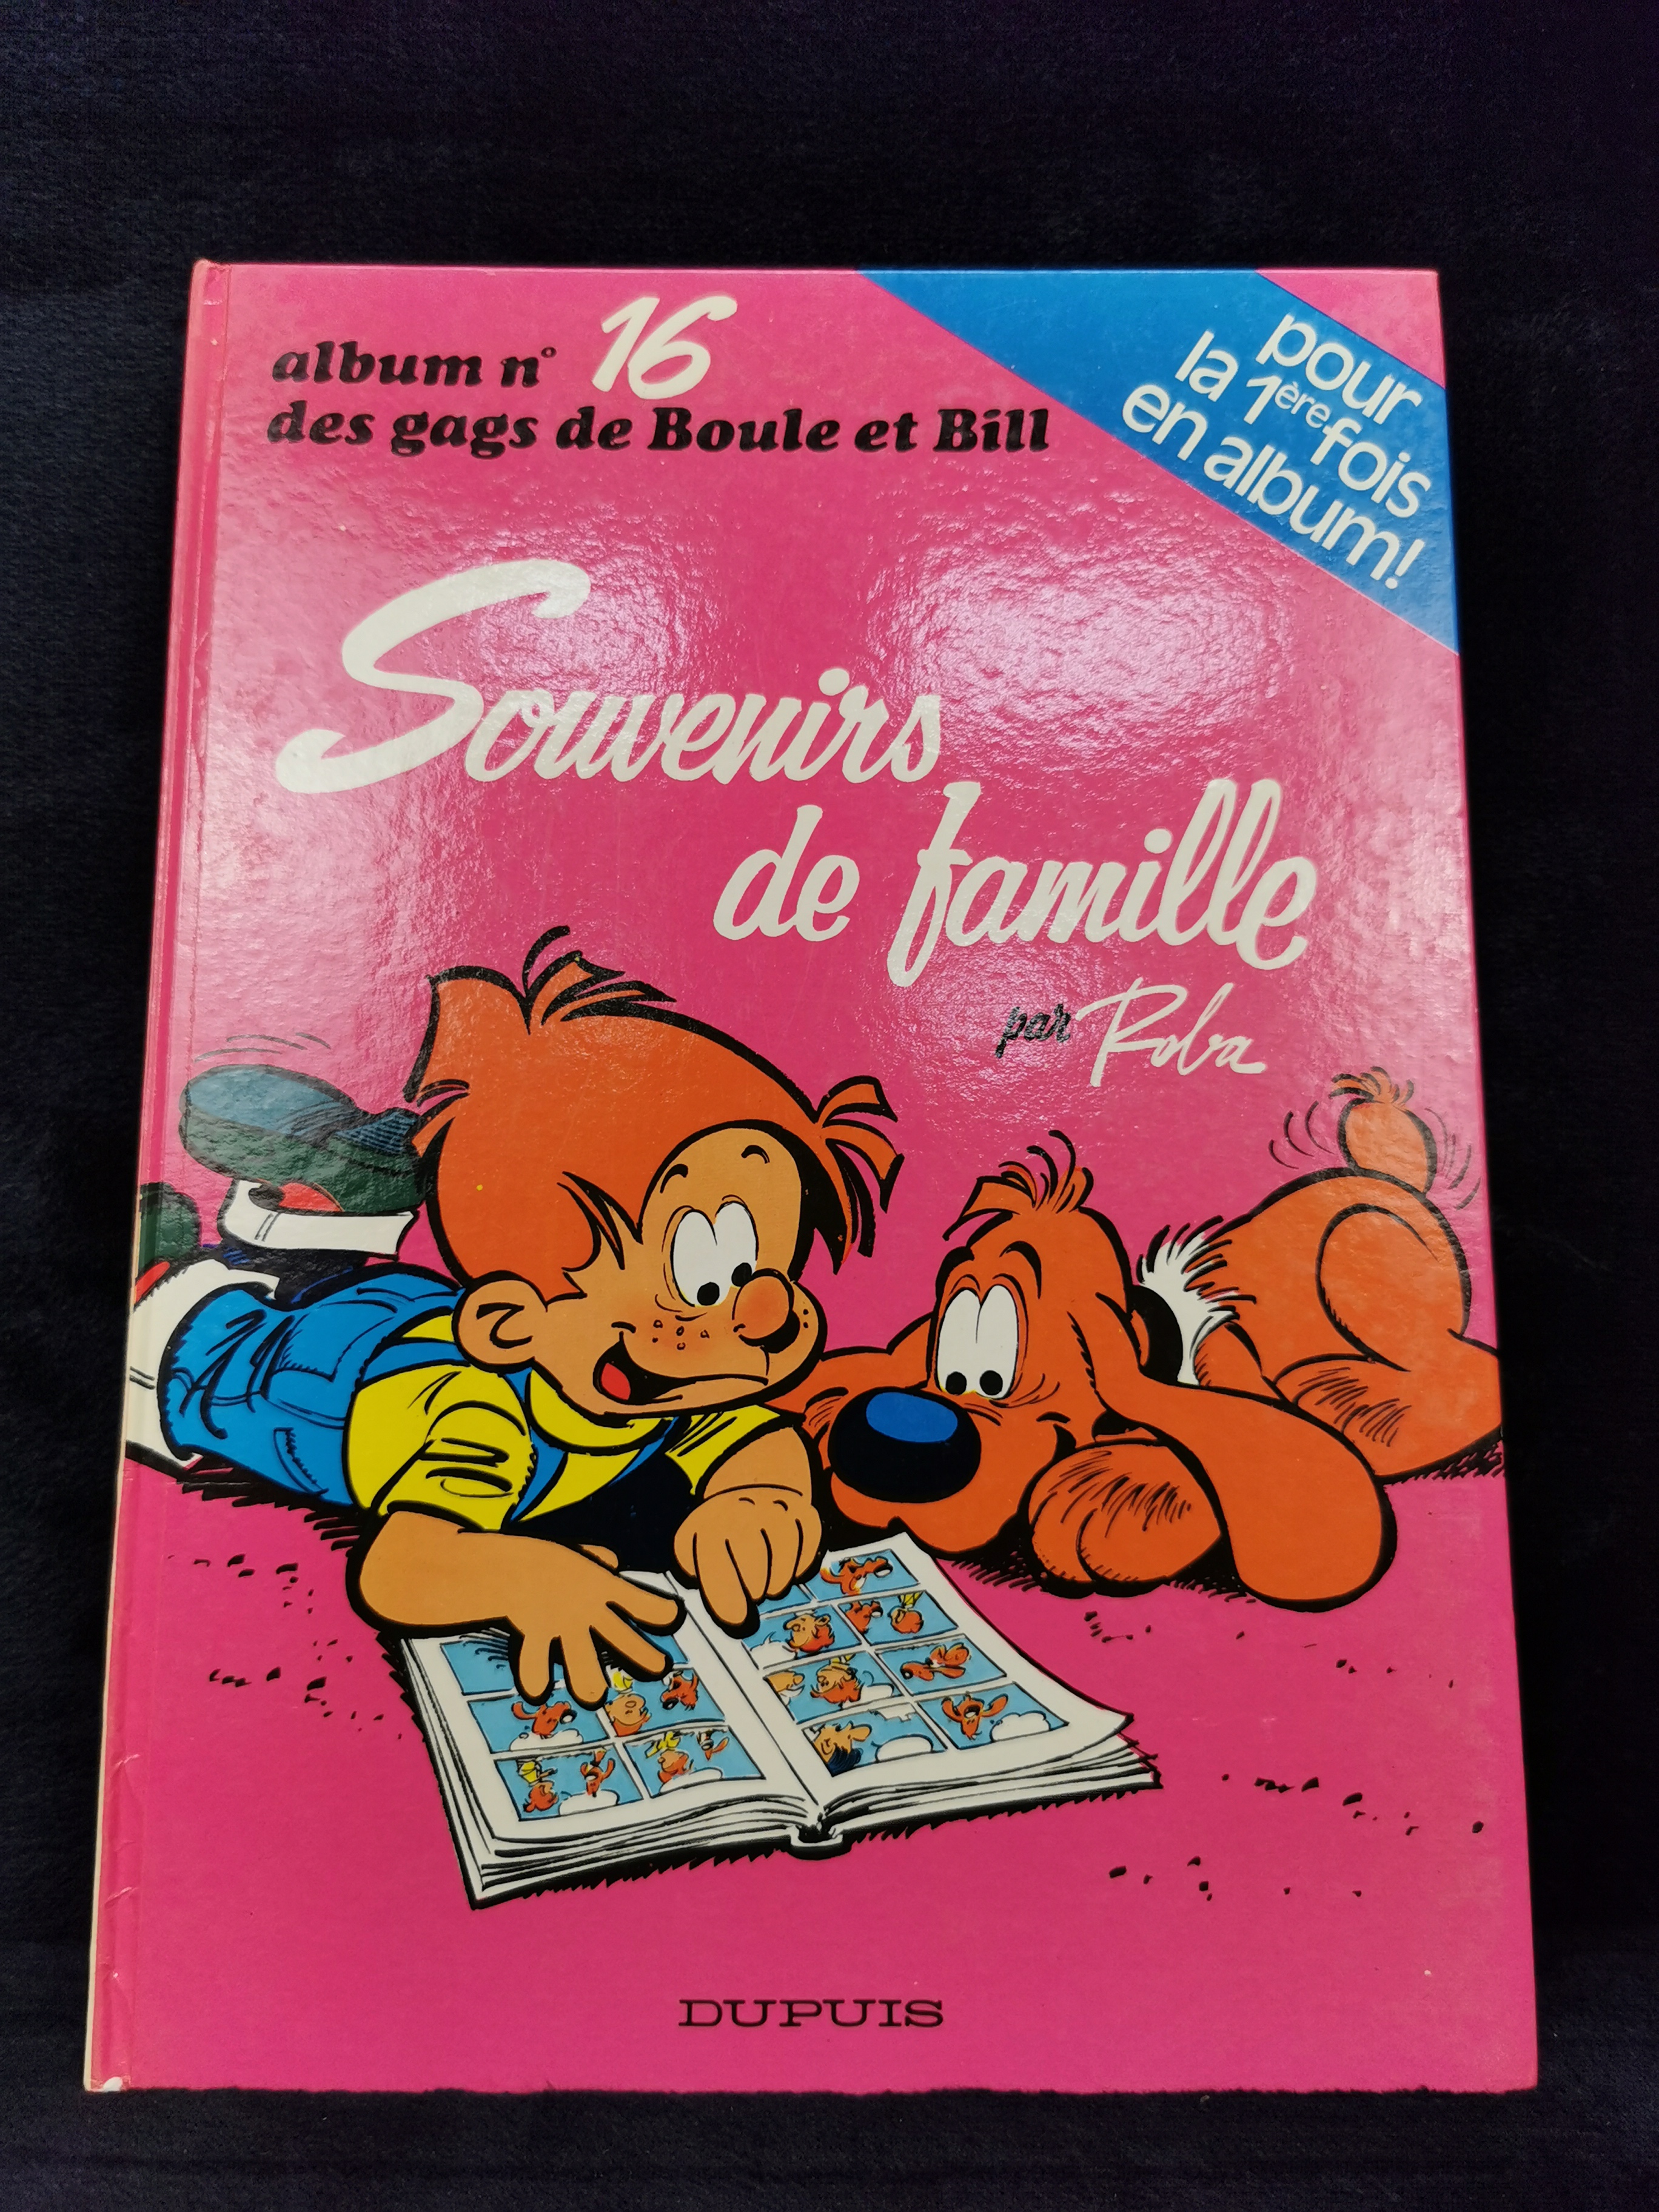 album n° 16
des gags de Boule et Bill
pour
la 1ère fois
en album!
Souvenirs
de famille
par Roba
DUPUIS